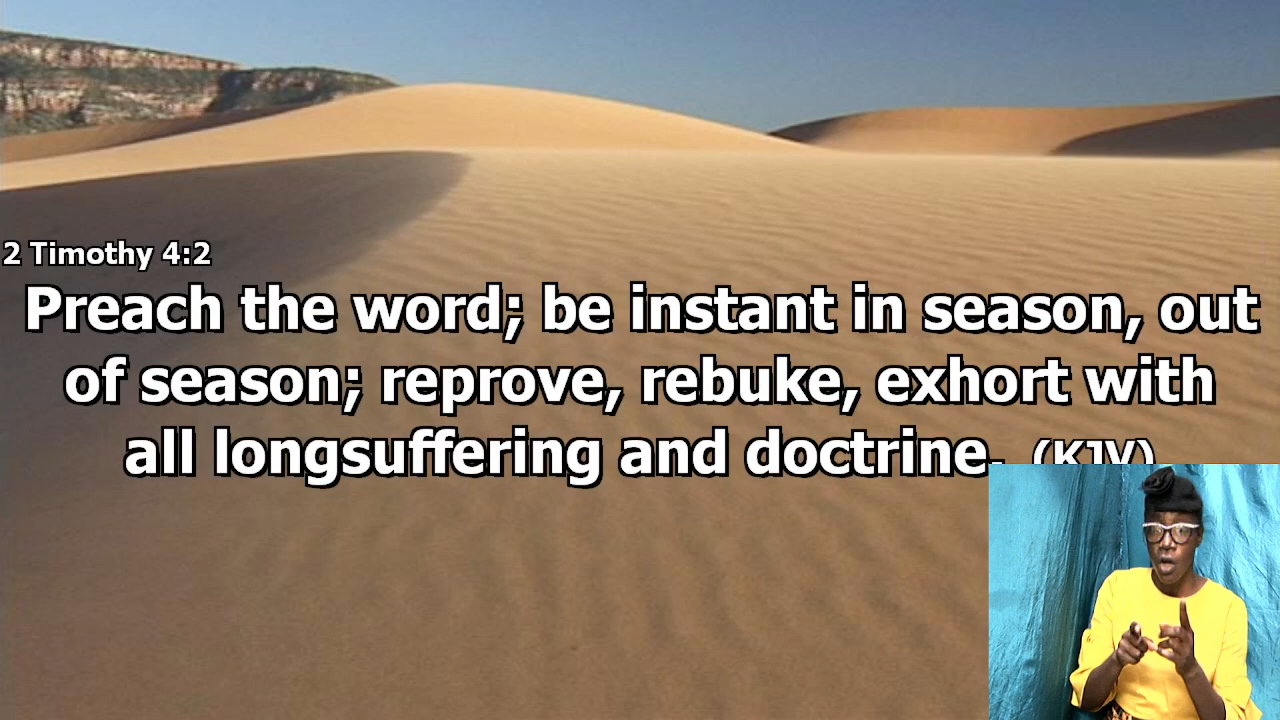 2 Timothy 4:2
Preach the word; be instant in season, out
of season; reprove, rebuke, exhort with
all longsuffering and doctrine. (KJV)